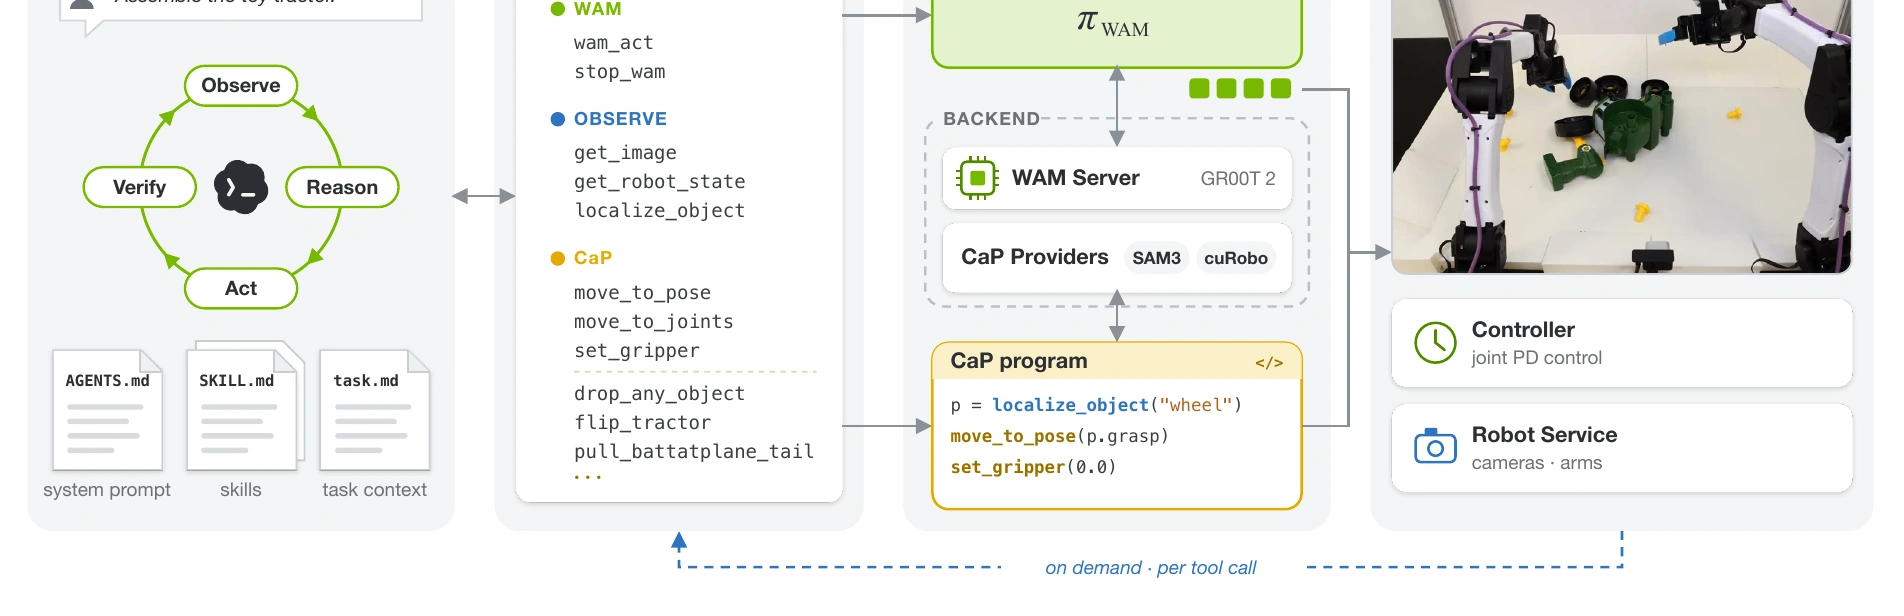 Assemble the toy tractor.
Observe
Verify
Reason
Act
AGENTS.md
SKILL.md
task.md
system prompt
skills
task context
WAM
wam_act
stop_wam
OBSERVE
get_image
get_robot_state
localize_object
CaP
move_to_pose
move_to_joints
set_gripper
drop_any_object
flip_tractor
pull_battatplane_tail
...
π WAM
BACKEND
WAM Server
GR00T 2
CaP Providers
SAM3
cuRobo
CaP program
</>
p = localize_object("wheel")
move_to_pose(p.grasp)
set_gripper(0.0)
Controller
joint PD control
Robot Service
cameras · arms
on demand · per tool call